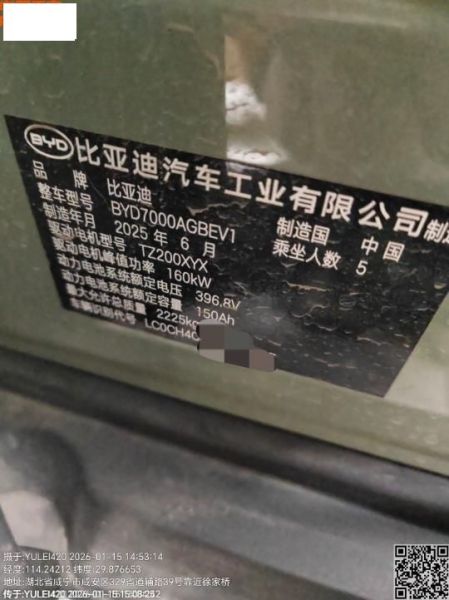 BYD 比亚迪汽车工业有限公司制造
品牌 比亚迪
整车型号 BYD7000AGBEV1 制造国 中国
制造年月 2025年6月 乘坐人数 5
驱动电机型号 TZ200XYX
驱动电机峰值功率 160kW
动力电池系统额定电压 396.8V
动力电池系统额定容量 150Ah
最大允许总质量 2225kg
车辆识别代号 LC0CH4C
摄于:YULEI420 2026-01-15 14:53:14
经度:114.24212 纬度:29.876653
地址:湖北省咸宁市咸安区329省道辅路39号靠近徐家桥
传于:YULEI420 2026-01-15